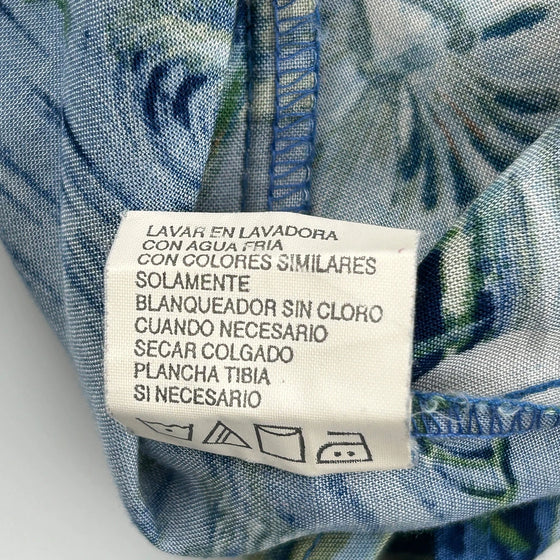 LAVAR EN LAVADORA
CON AGUA FRIA
CON COLORES SIMILARES
SOLAMENTE
BLANQUEADOR SIN CLORO
CUANDO NECESARIO
SECAR COLGADO
PLANCHA TIBIA
SI NECESARIO